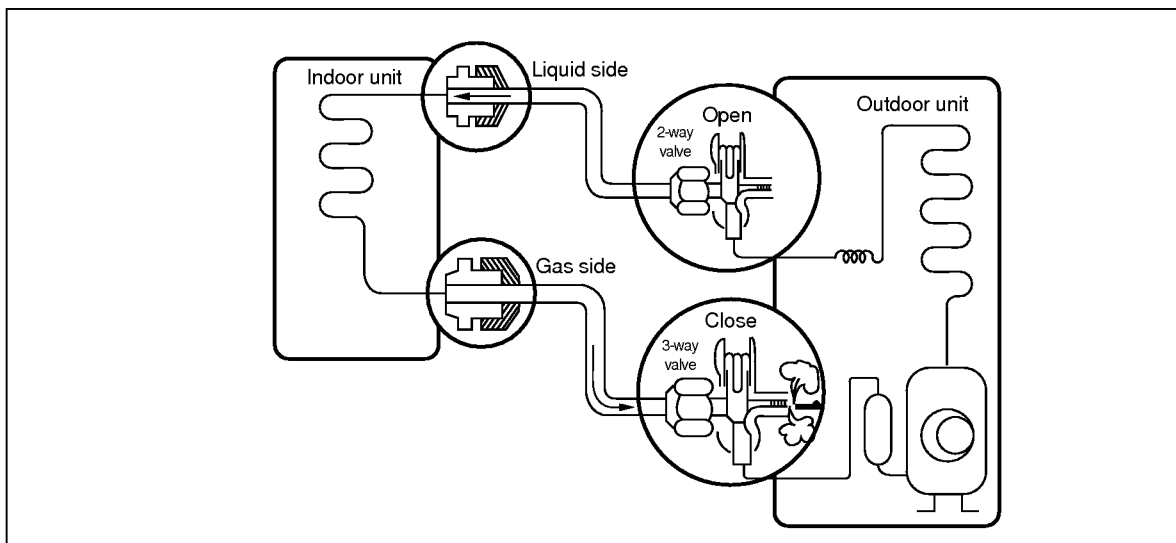 Indoor unit
Liquid side
Open
2-way
valve
Outdoor unit
Gas side
Close
3-way
valve